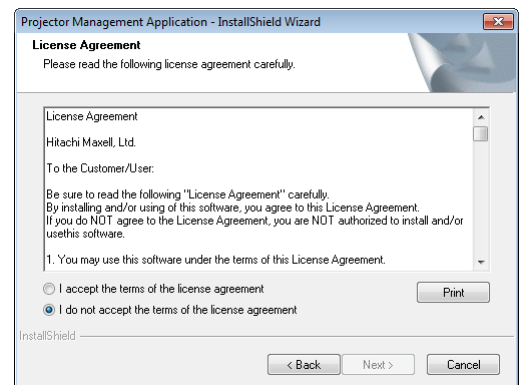 Projector Management Application - InstallShield Wizard
License Agreement
Please read the following license agreement carefully.
License Agreement
Hitachi Maxell, Ltd.
To the Customer/User:
Be sure to read the following "License Agreement" carefully.
By installing and/or using of this software, you agree to this License Agreement.
If you do NOT agree to the License Agreement, you are NOT authorized to install and/or
usethis software.
1. You may use this software under the terms of this License Agreement.
I accept the terms of the license agreement
Print
I do not accept the terms of the license agreement
InstallShield
< Back Next > Cancel